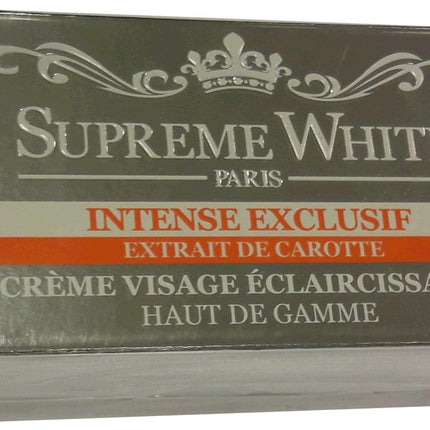 SUPREME WHIT
PARIS
INTENSE EXCLUSIF
EXTRAIT DE CAROTTE
CRÈME VISAGE ÉCLAIRCISSA
HAUT DE GAMME